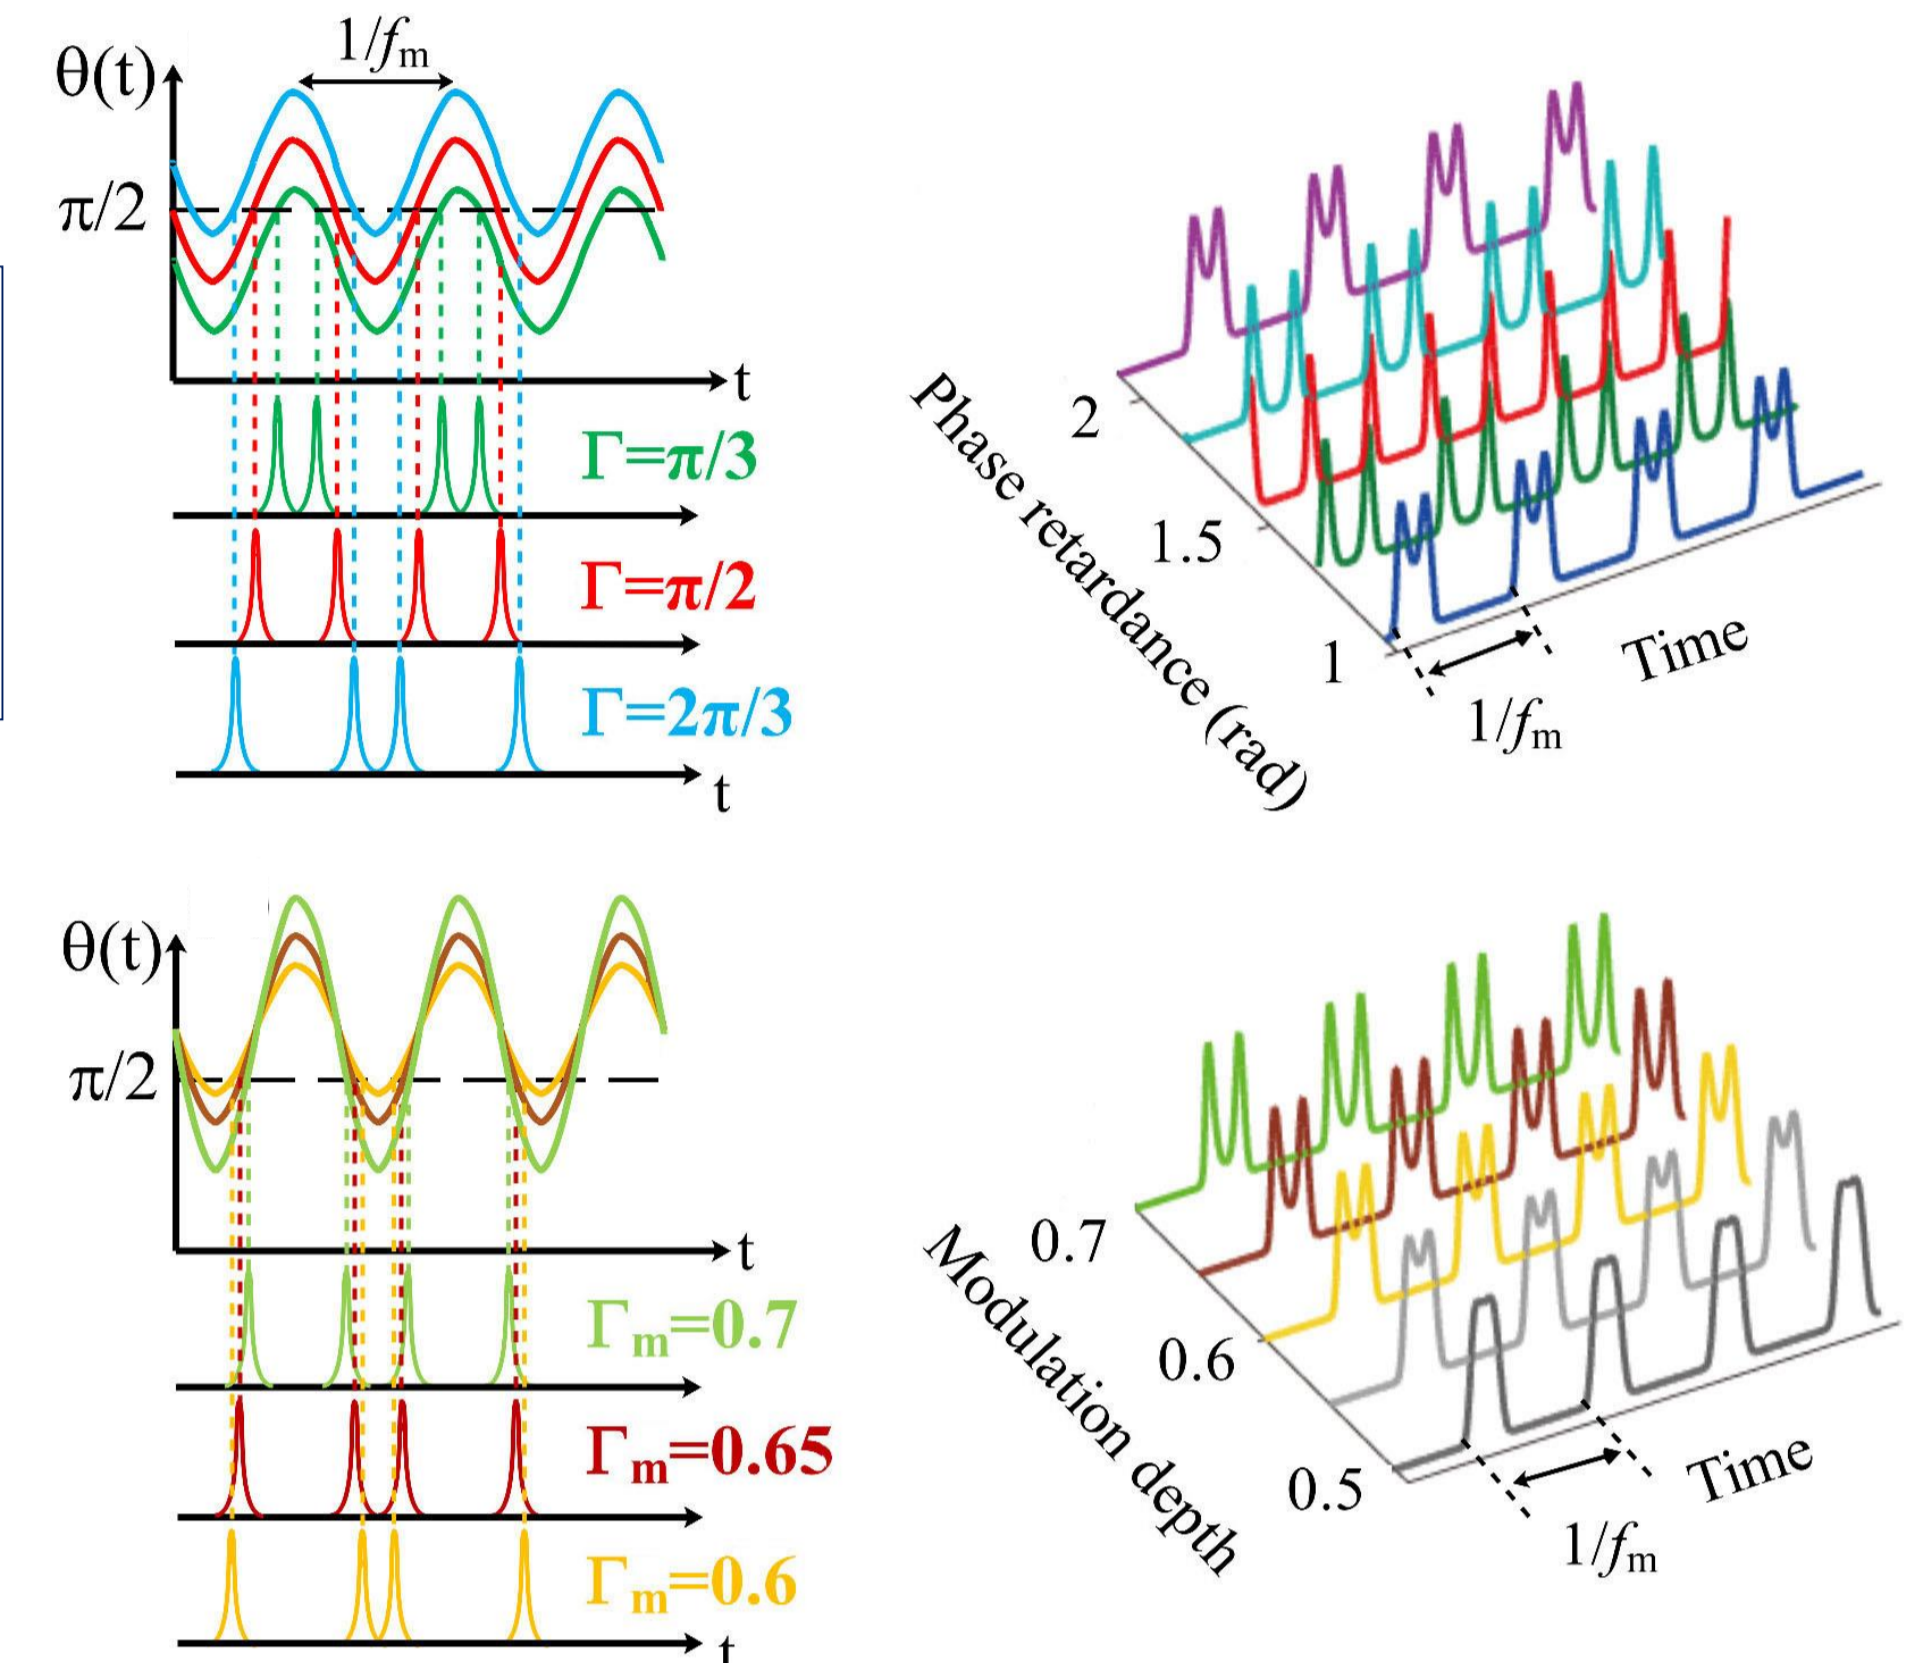 θ(t)
1/fm
π/2
t
Γ=π/3
Γ=π/2
Γ=2π/3
t
Phase retardance (rad)
2
1.5
1
Time
1/fm
θ(t)
π/2
t
Γm=0.7
Γm=0.65
Γm=0.6
t
Modulation depth
0.7
0.6
0.5
Time
1/fm